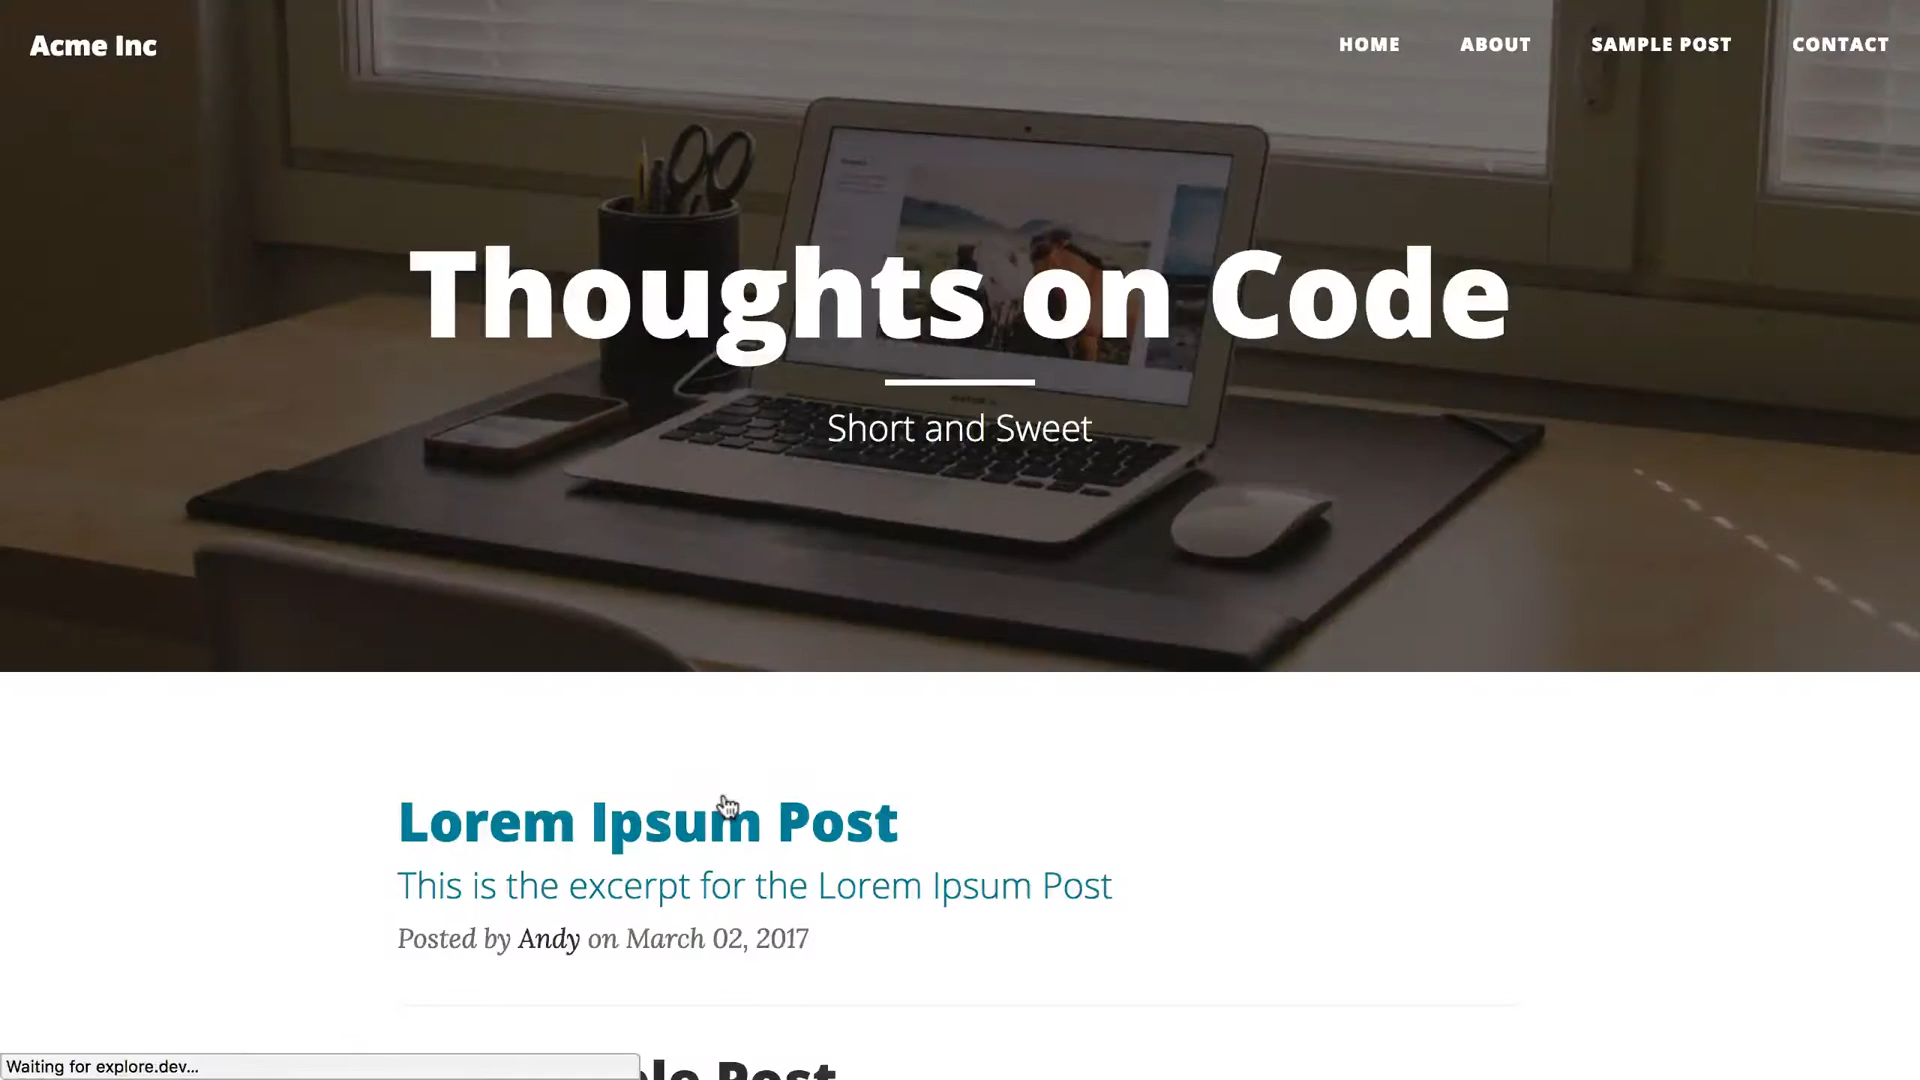 Acme Inc
HOME ABOUT SAMPLE POST CONTACT
Thoughts on Code
Short and Sweet
Lorem Ipsum Post
This is the excerpt for the Lorem Ipsum Post
Posted by Andy on March 02, 2017
Post
Waiting for explore.dev...